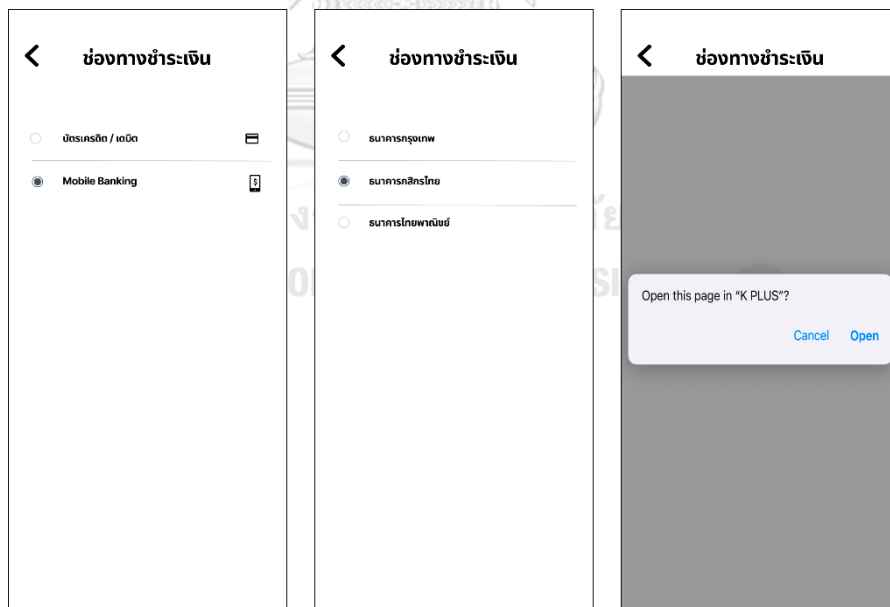 ช่องทางชำระเงิน
บัตรเครดิต / เดบิต
Mobile Banking
ช่องทางชำระเงิน
ธนาคารกรุงเทพ
ธนาคารกสิกรไทย
ธนาคารไทยพาณิชย์
ช่องทางชำระเงิน
Open this page in “K PLUS”?
Cancel Open